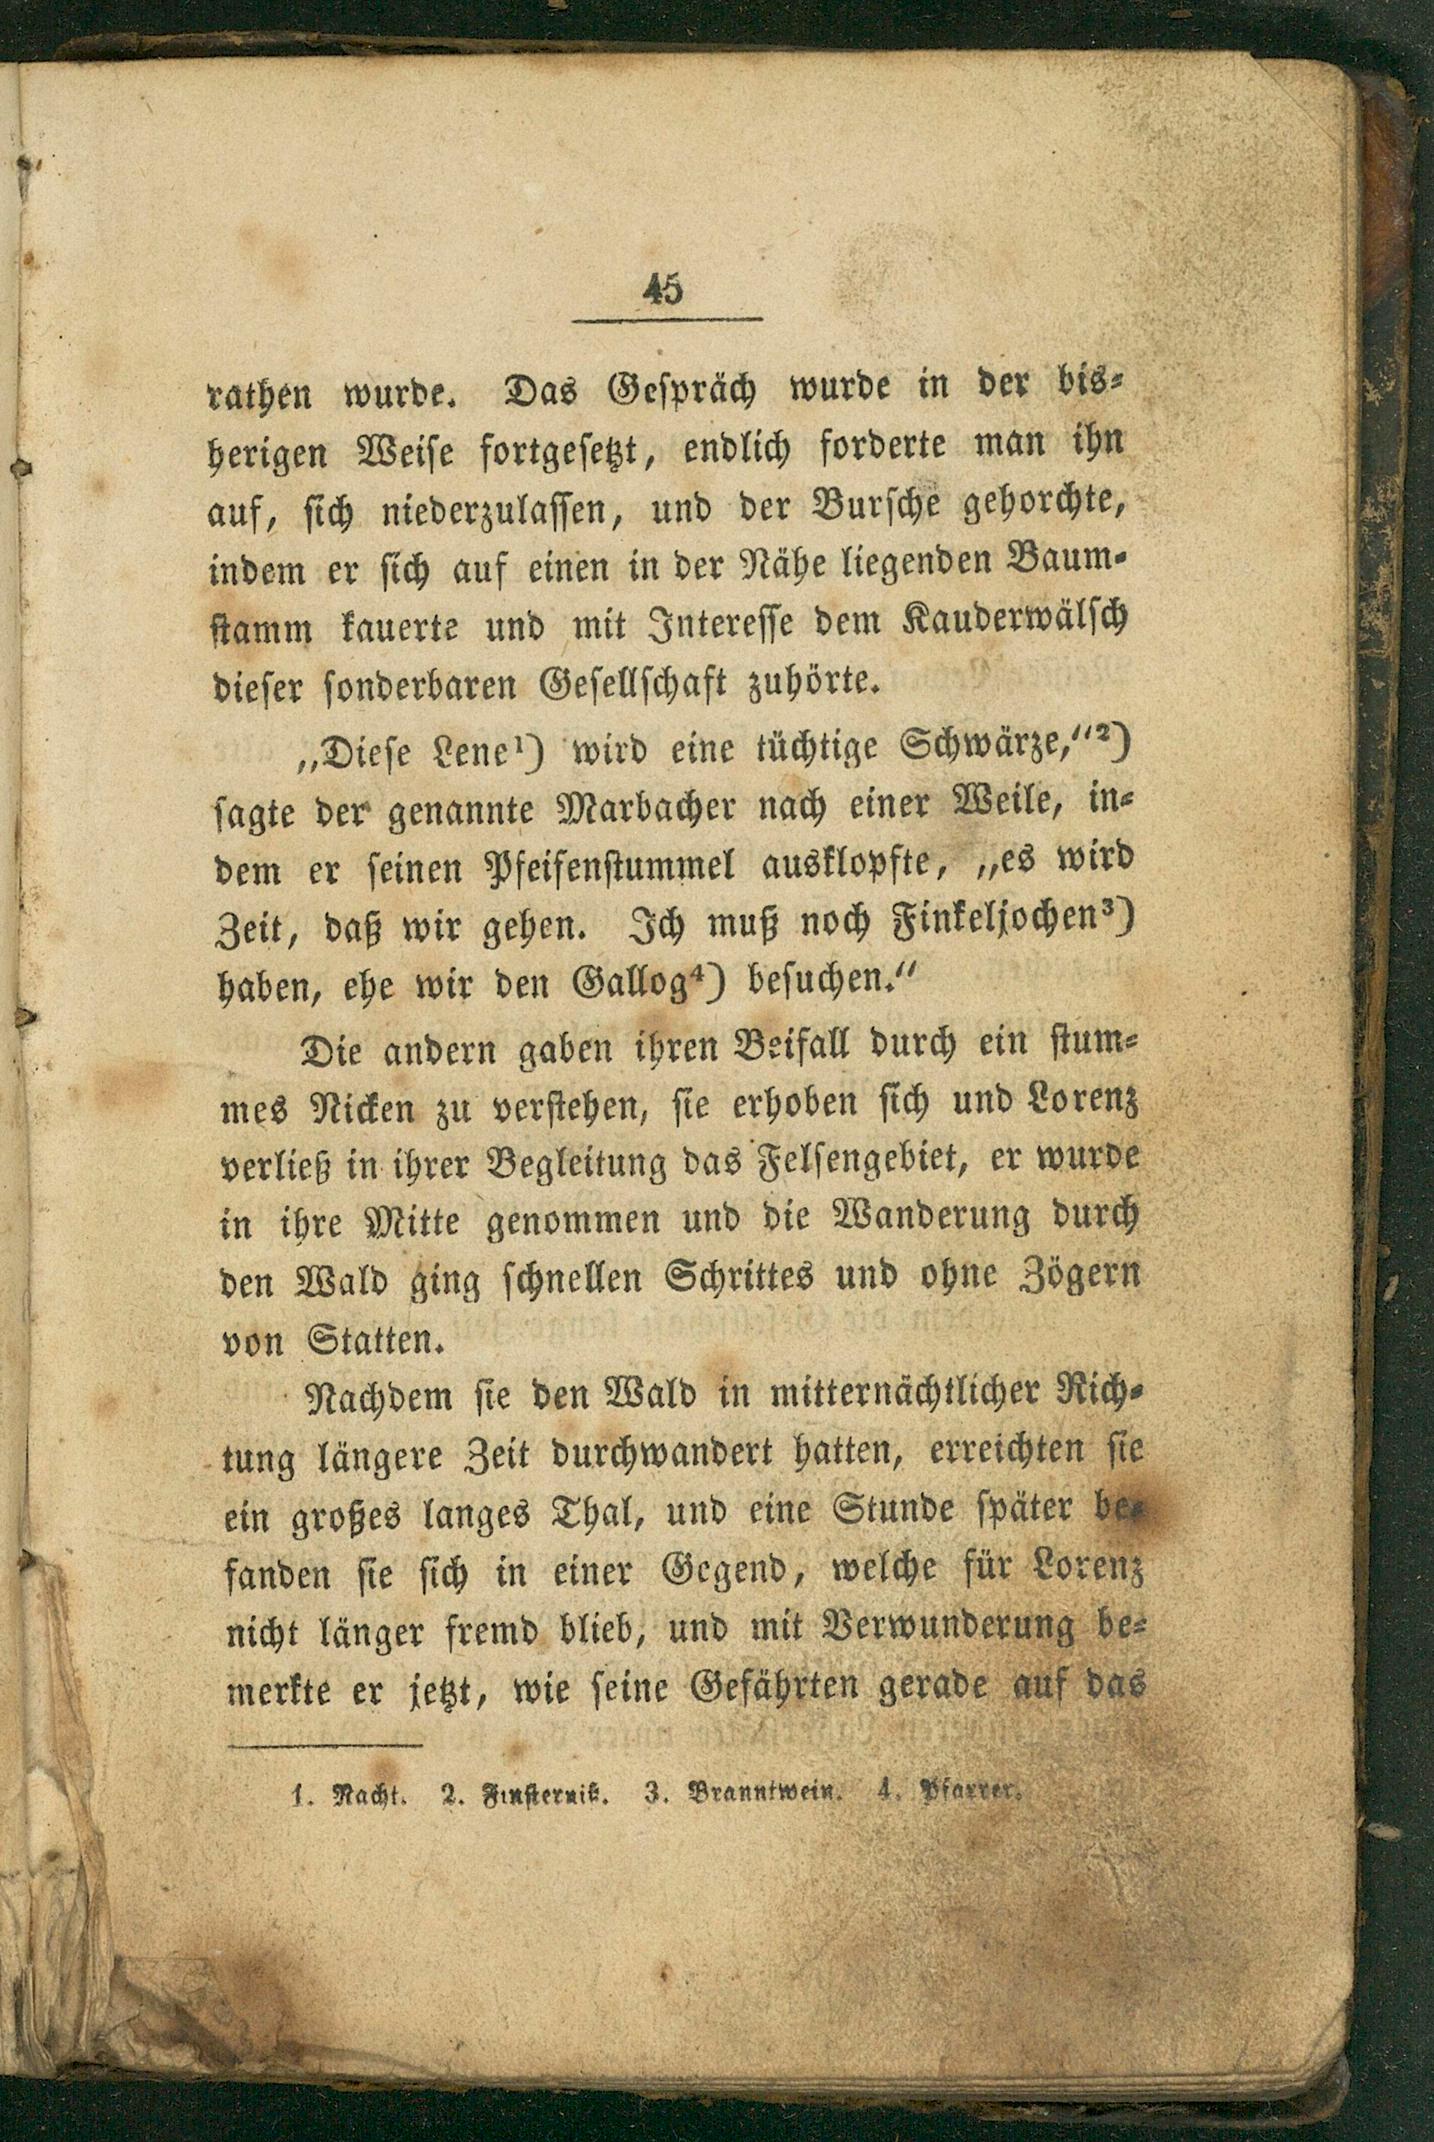 45
rathen wurde. Das Gespräch wurde in der bis-
herigen Weise fortgesetzt, endlich forderte man ihn
auf, sich niederzulassen, und der Bursche gehorchte,
indem er sich auf einen in der Nähe liegenden Baum-
stamm kauerte und mit Interesse dem Kauderwälsch
dieser sonderbaren Gesellschaft zuhörte.
„Diese Lene¹) wird eine tüchtige Schwärze,“²)
sagte der genannte Marbacher nach einer Weile, in-
dem er seinen Pfeifenstummel ausklopfte, „es wird
Zeit, daß wir gehen. Ich muß noch Finkeljochen³)
haben, ehe wir den Gallog⁴) besuchen.“
Die andern gaben ihren Beifall durch ein stum-
mes Nicken zu verstehen, sie erhoben sich und Lorenz
verließ in ihrer Begleitung das Felsengebiet, er wurde
in ihre Mitte genommen und die Wanderung durch
den Wald ging schnellen Schrittes und ohne Zögern
von Statten.
Nachdem sie den Wald in mitternächtlicher Rich-
tung längere Zeit durchwandert hatten, erreichten sie
ein großes langes Thal, und eine Stunde später be-
fanden sie sich in einer Gegend, welche für Lorenz
nicht länger fremd blieb, und mit Verwunderung be-
merkte er jetzt, wie seine Gefährten gerade auf das
1. Nacht. 2. Finsterniß. 3. Branntwein. 4. Pfarrer.